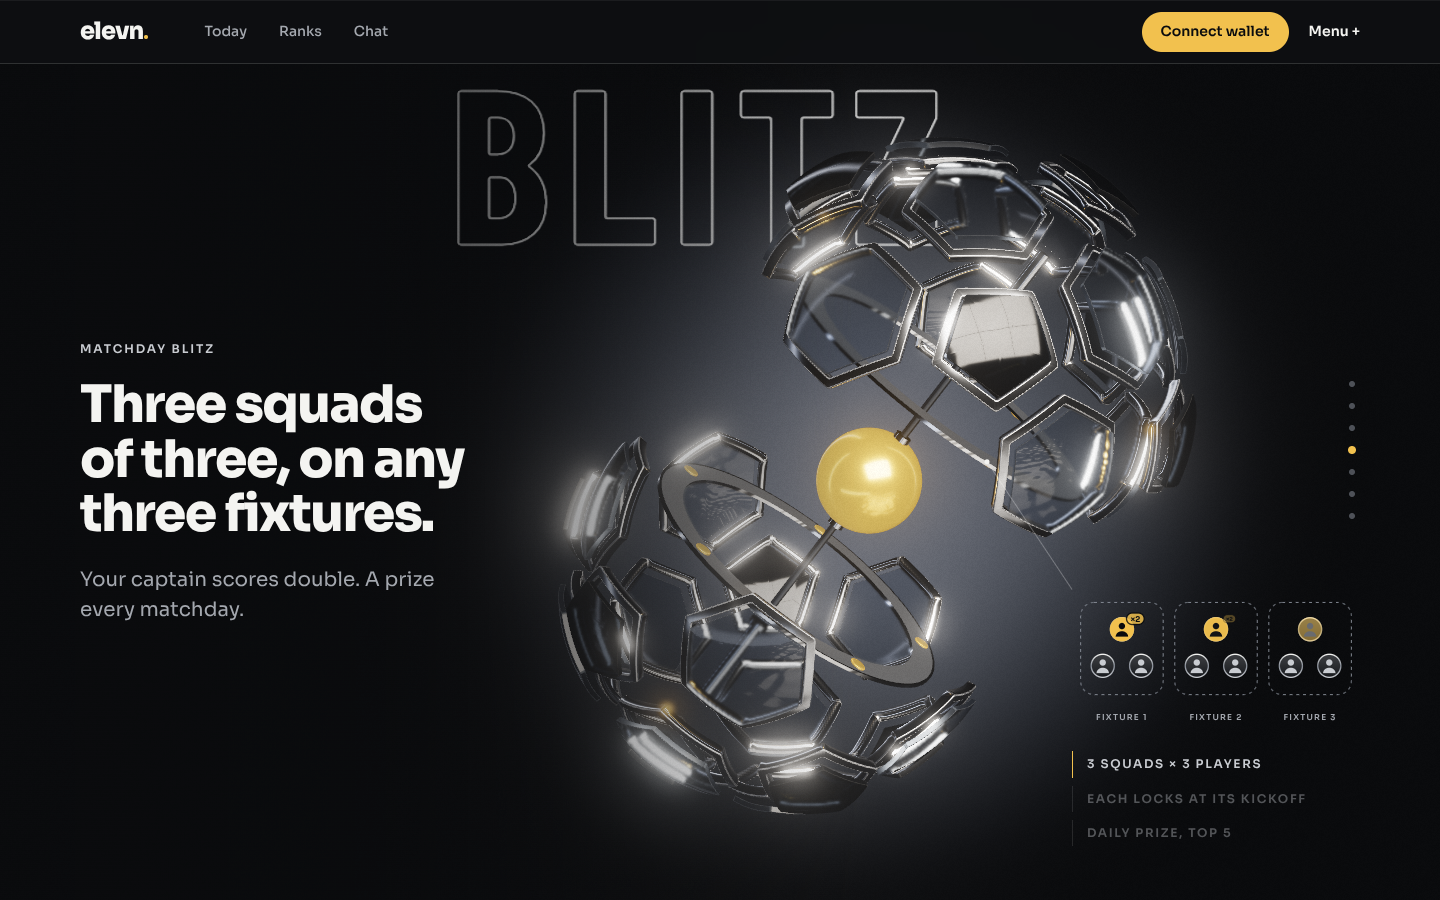 elevn.
Today
Ranks
Chat
Connect wallet
Menu +
BLITZ
MATCHDAY BLITZ
Three squads
of three, on any
three fixtures.
Your captain scores double. A prize
every matchday.
×2
FIXTURE 1
FIXTURE 2
FIXTURE 3
3 SQUADS × 3 PLAYERS
EACH LOCKS AT ITS KICKOFF
DAILY PRIZE, TOP 5